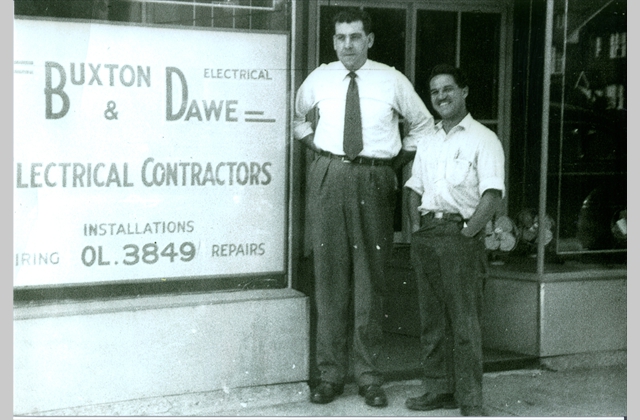 BUXTON ELECTRICAL
& DAWE
LECTRICAL CONTRACTORS
INSTALLATIONS
IRING OL.3849 REPAIRS